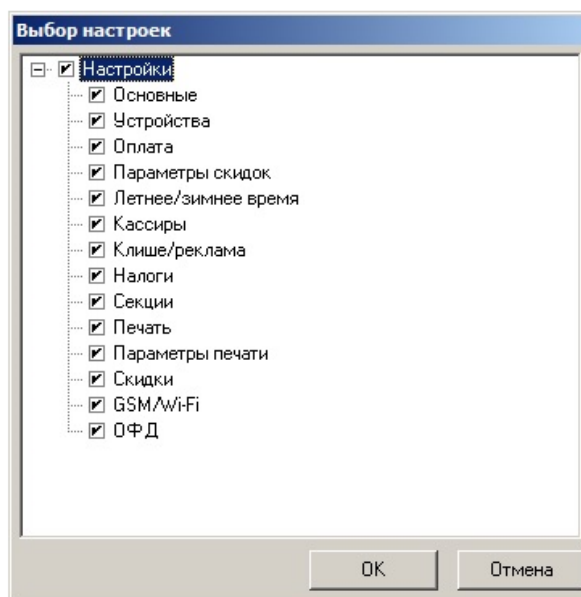 Выбор настроек
Настройки
Основные
Устройства
Оплата
Параметры скидок
Летнее/зимнее время
Кассиры
Клише/реклама
Налоги
Секции
Печать
Параметры печати
Скидки
GSM/Wi-Fi
ОФД
OK
Отмена